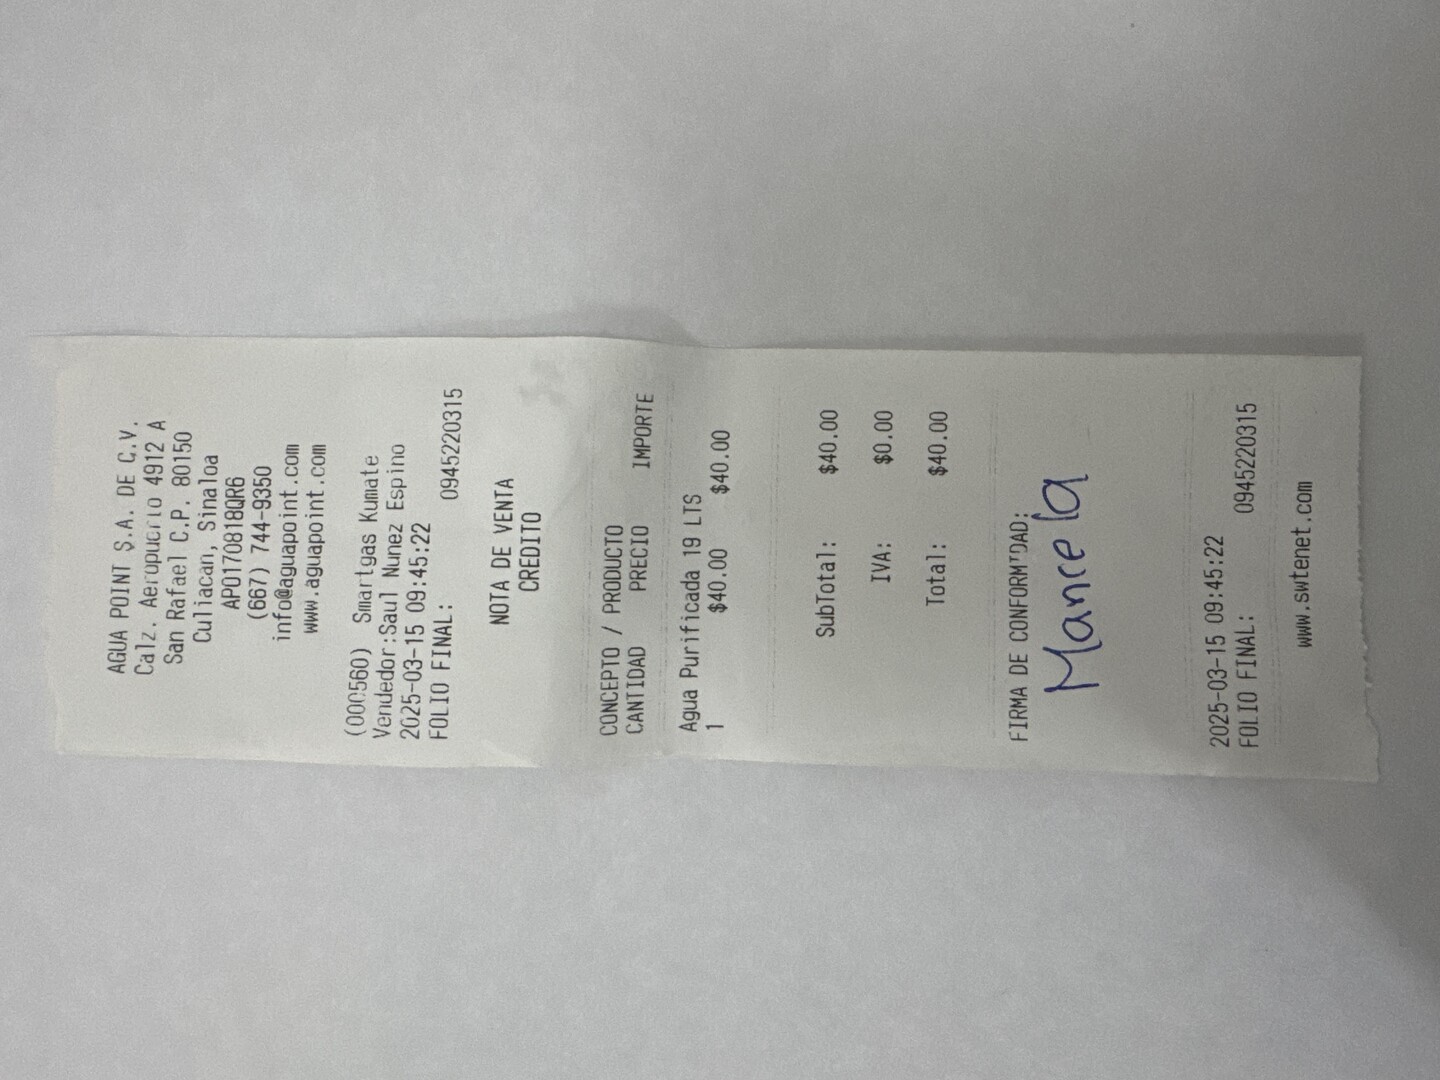 AGUA POINT S.A. DE C.V.
Calz. Aeropuerto 4912 A
San Rafael C.P. 80150
Culiacan, Sinaloa
APO170818QR6
(667) 744-9350
info@aguapoint.com
www.aguapoint.com
(000560) Smartgas Kumate
Vendedor:Saul Nunez Espino
2025-03-15 09:45:22
FOLIO FINAL: 0945220315
NOTA DE VENTA
CREDITO
CONCEPTO / PRODUCTO
CANTIDAD PRECIO IMPORTE
Agua Purificada 19 LTS
1 $40.00 $40.00
SubTotal: $40.00
IVA: $0.00
Total: $40.00
FIRMA DE CONFORMIDAD:
Marcela
2025-03-15 09:45:22
FOLIO FINAL: 0945220315
www.swtenet.com